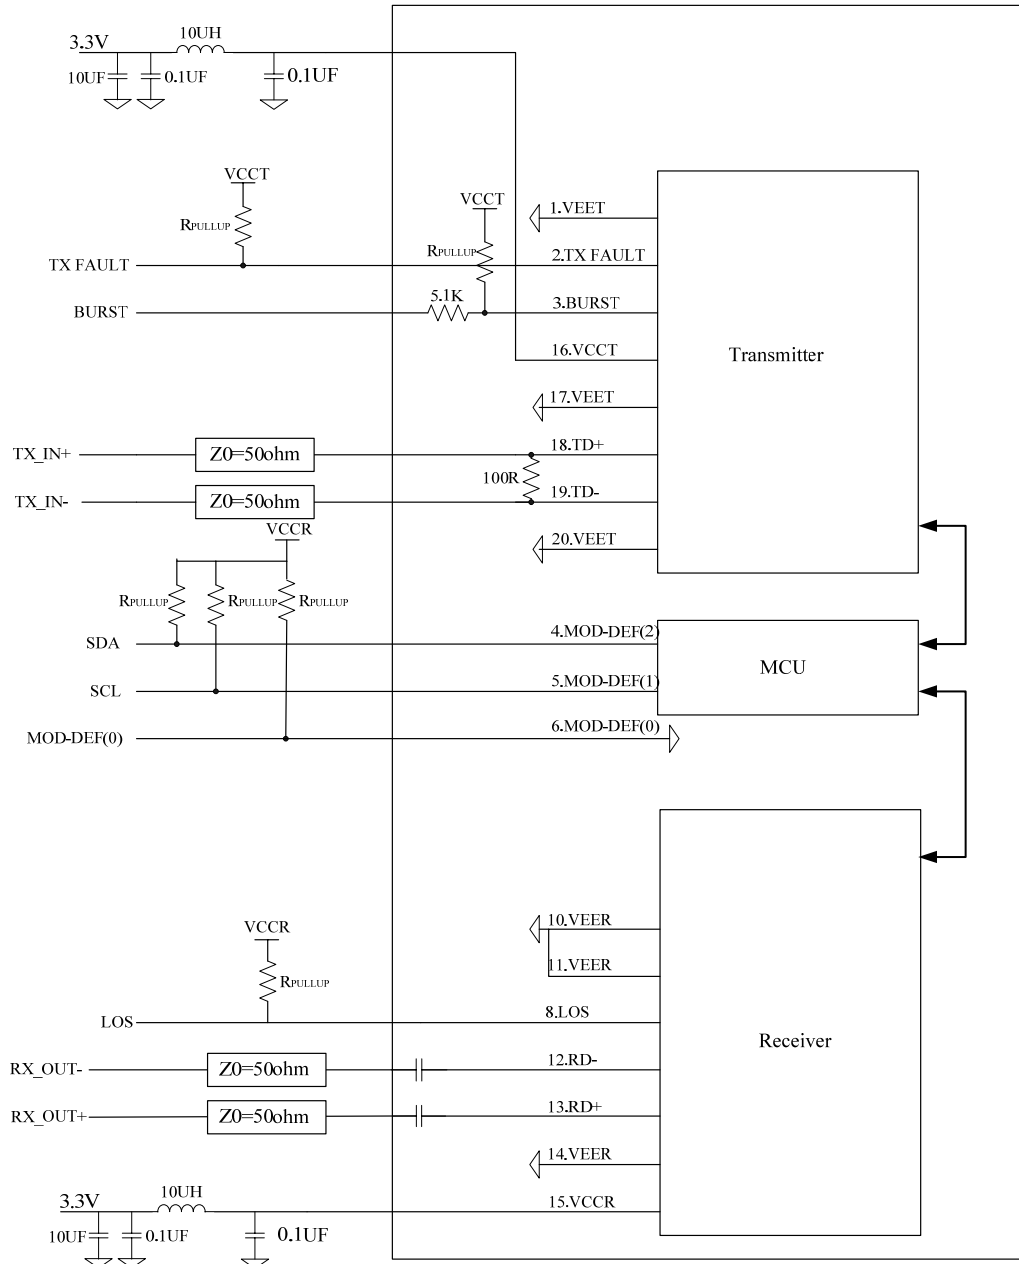 10UH
3.3V
10UF
0.1UF
0.1UF
VCCT
RPULLUP
VCCT
RPULLUP
1.VEET
TX FAULT
2.TX FAULT
BURST
5.1K
3.BURST
16.VCCT
Transmitter
17.VEET
TX_IN+
Z0=50ohm
18.TD+
100R
TX_IN-
Z0=50ohm
19.TD-
VCCR
20.VEET
RPULLUP
RPULLUP
RPULLUP
SDA
4.MOD-DEF(2)
MCU
SCL
5.MOD-DEF(1)
MOD-DEF(0)
6.MOD-DEF(0)
VCCR
RPULLUP
10.VEER
11.VEER
LOS
8.LOS
Receiver
RX_OUT-
Z0=50ohm
12.RD-
RX_OUT+
Z0=50ohm
13.RD+
14.VEER
10UH
3.3V
15.VCCR
10UF
0.1UF
0.1UF